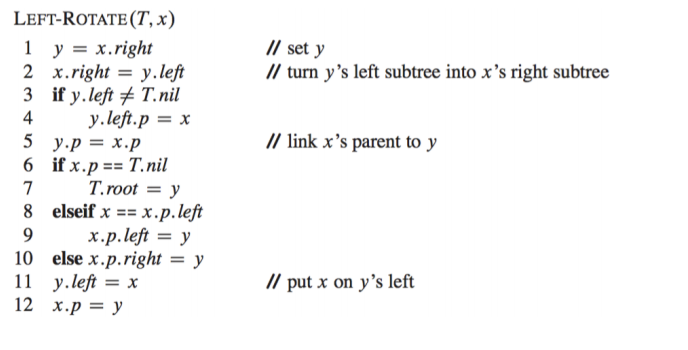 LEFT-ROTATE(T, x)
1 y = x.right // set y
2 x.right = y.left // turn y's left subtree into x's right subtree
3 if y.left ≠ T.nil
4 y.left.p = x
5 y.p = x.p // link x's parent to y
6 if x.p == T.nil
7 T.root = y
8 elseif x == x.p.left
9 x.p.left = y
10 else x.p.right = y
11 y.left = x // put x on y's left
12 x.p = y